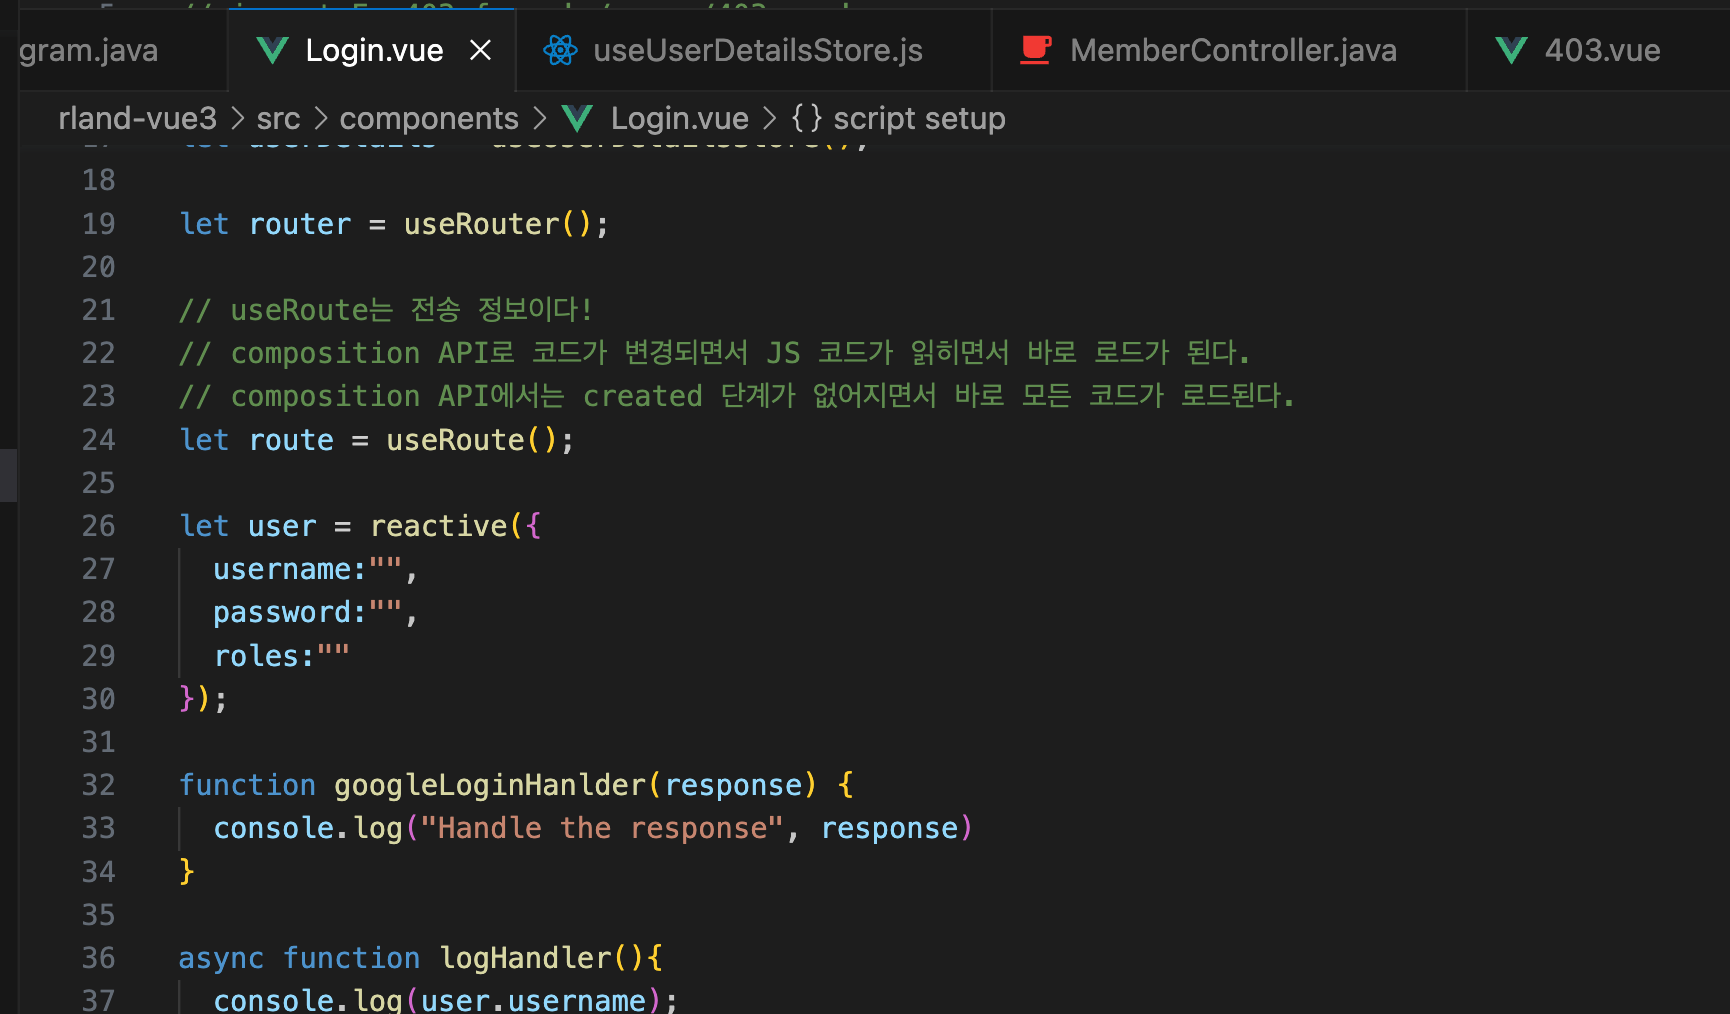 gram.java
Login.vue
useUserDetailsStore.js
MemberController.java
403.vue
rland-vue3 > src > components > Login.vue > {} script setup
18
19 let router = useRouter();
20
21 // useRoute는 전송 정보이다!
22 // composition API로 코드가 변경되면서 JS 코드가 읽히면서 바로 로드가 된다.
23 // composition API에서는 created 단계가 없어지면서 바로 모든 코드가 로드된다.
24 let route = useRoute();
25
26 let user = reactive({
27 username:"",
28 password:"",
29 roles:""
30 });
31
32 function googleLoginHanlder(response) {
33 console.log("Handle the response", response)
34 }
35
36 async function logHandler(){
37 console.log(user.username);